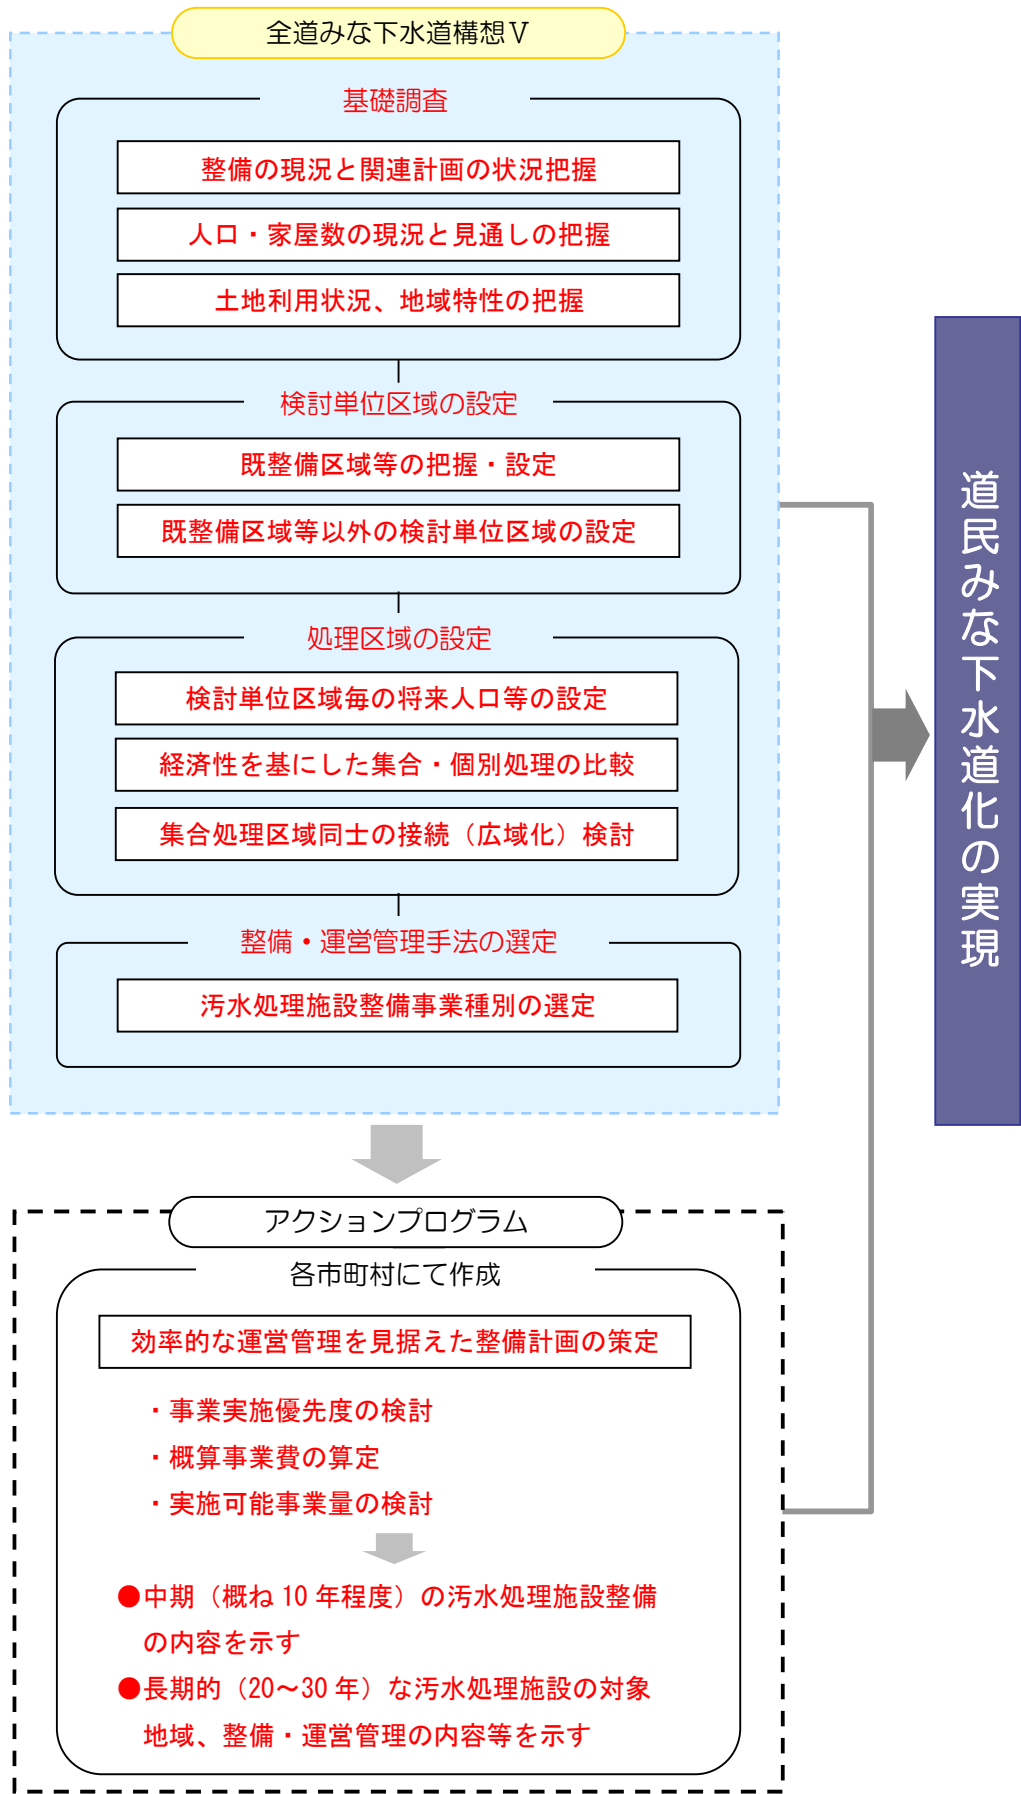 全道みな下水道構想Ⅴ
基礎調査
整備の現況と関連計画の状況把握
人口・家屋数の現況と見通しの把握
土地利用状況、地域特性の把握
検討単位区域の設定
既整備区域等の把握・設定
既整備区域等以外の検討単位区域の設定
処理区域の設定
検討単位区域毎の将来人口等の設定
経済性を基にした集合・個別処理の比較
集合処理区域同士の接続（広域化）検討
整備・運営管理手法の選定
汚水処理施設整備事業種別の選定
アクションプログラム
各市町村にて作成
効率的な運営管理を見据えた整備計画の策定
・事業実施優先度の検討
・概算事業費の算定
・実施可能事業量の検討
●中期（概ね10年程度）の汚水処理施設整備
の内容を示す
●長期的（20～30年）な汚水処理施設の対象
地域、整備・運営管理の内容等を示す
道民みな下水道化の実現